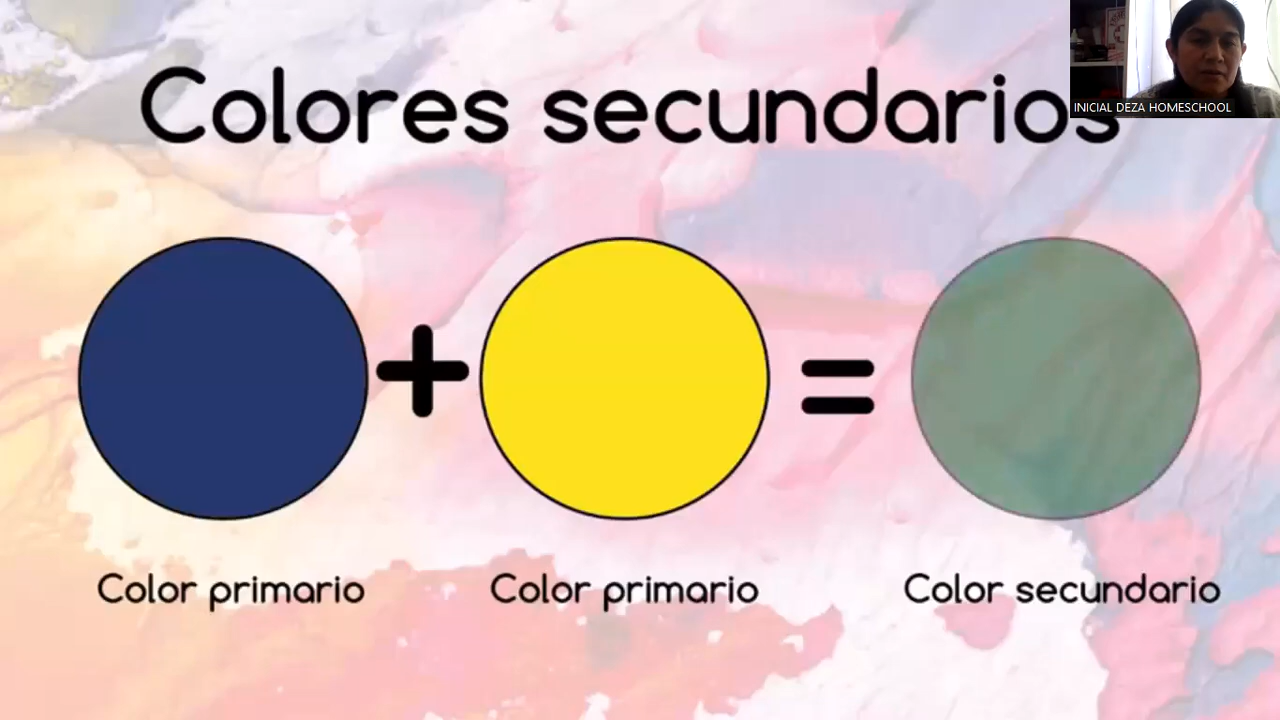 Colores secundarios
INICIAL DEZA HOMESCHOOL
+ =
Color primario Color primario Color secundario